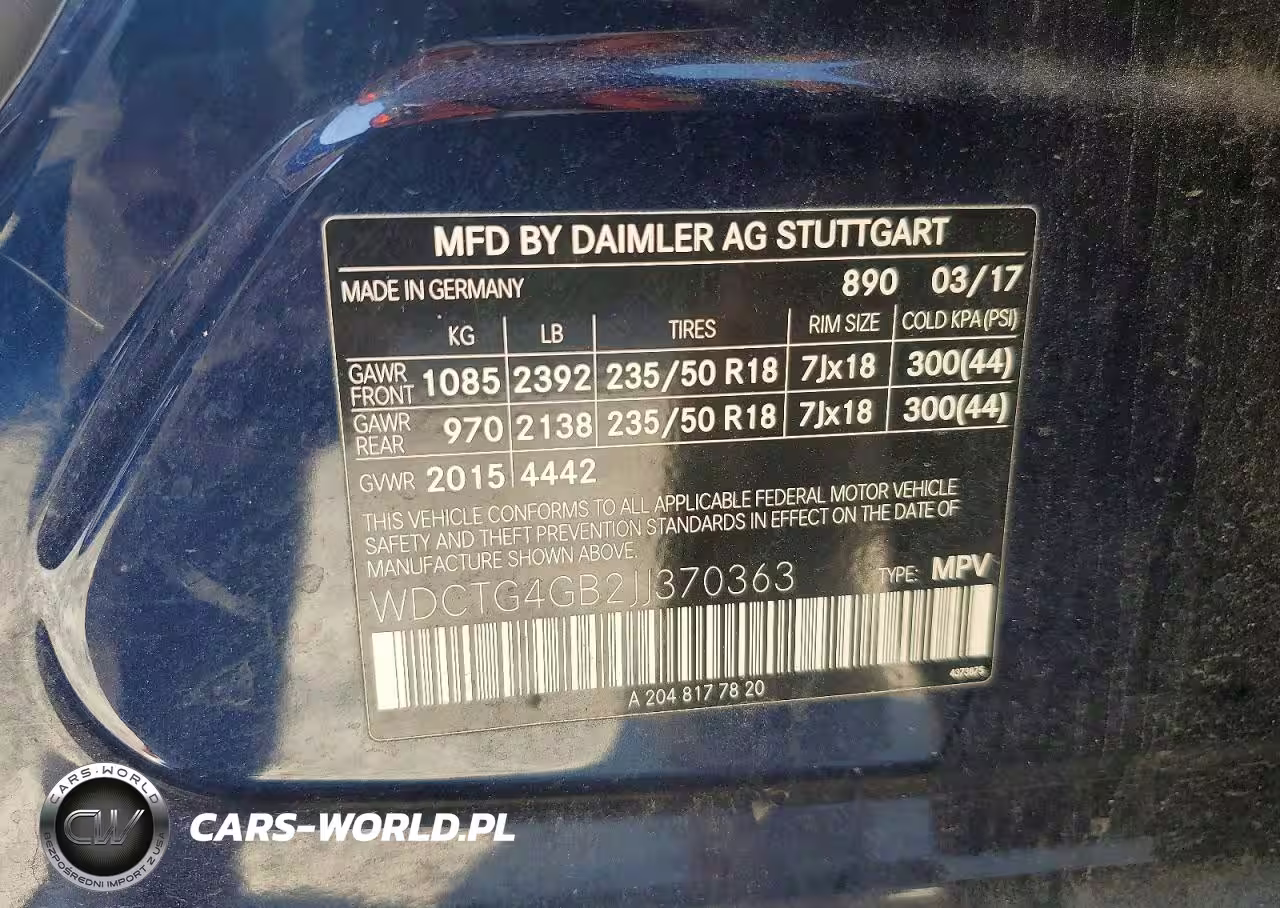 MFD BY DAIMLER AG STUTTGART
MADE IN GERMANY 890 03/17
KG LB TIRES RIM SIZE COLD KPA(PSI)
GAWR FRONT 1085 2392 235/50 R18 7Jx18 300(44)
GAWR REAR 970 2138 235/50 R18 7Jx18 300(44)
GVWR 2015 4442
THIS VEHICLE CONFORMS TO ALL APPLICABLE FEDERAL MOTOR VEHICLE
SAFETY AND THEFT PREVENTION STANDARDS IN EFFECT ON THE DATE OF
MANUFACTURE SHOWN ABOVE.
WDCTG4GB2JJ370363 TYPE: MPV
A 204 817 78 20 4373875
CARS-WORLD
CW
BEZPOŚREDNI IMPORT Z USA
CARS-WORLD.PL